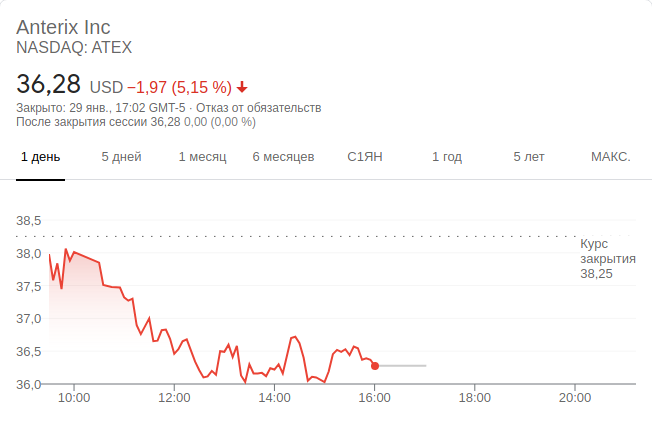 Anterix Inc
NASDAQ: ATEX
36,28 USD −1,97 (5,15 %)
Закрыто: 29 янв., 17:02 GMT-5 · Отказ от обязательств
После закрытия сессии 36,28 0,00 (0,00 %)
1 день 5 дней 1 месяц 6 месяцев С1ЯН 1 год 5 лет МАКС.
38,5
Курс
закрытия
38,25
38,0
37,5
37,0
36,5
36,0
10:00 12:00 14:00 16:00 18:00 20:00